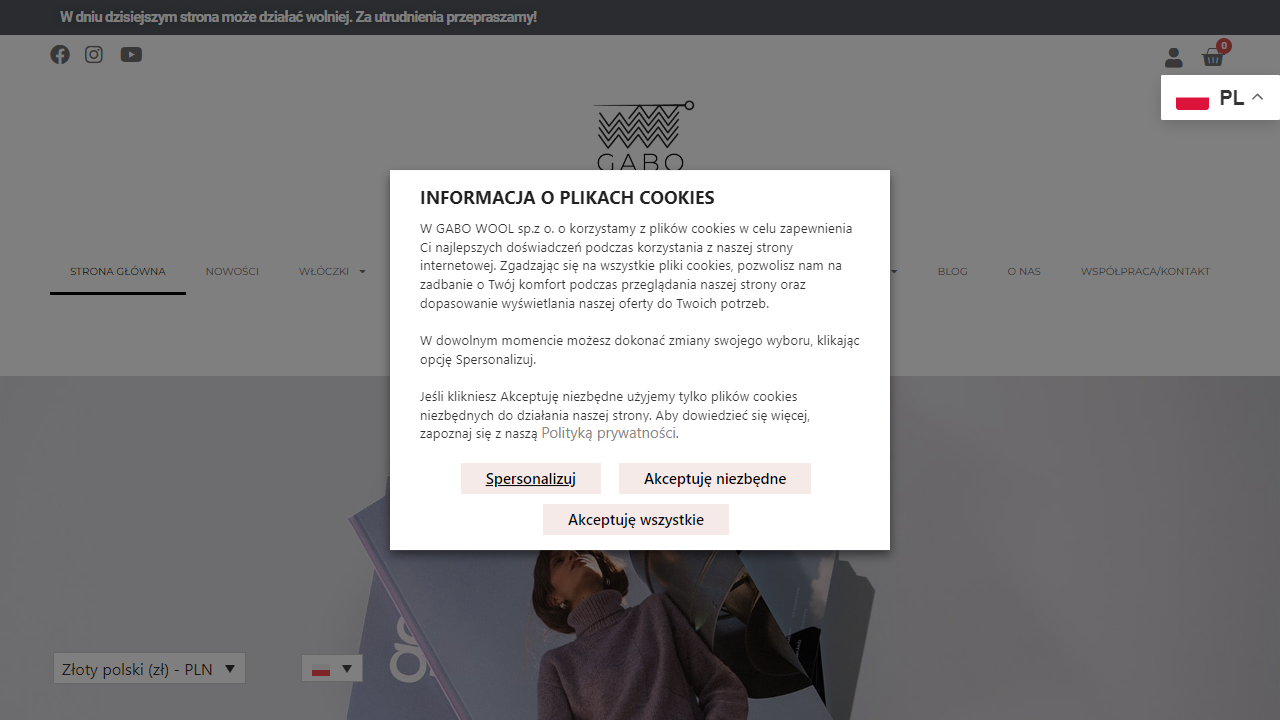 W dniu dzisiejszym strona może działać wolniej. Za utrudnienia przepraszamy!
0
PL
GABO
STRONA GŁÓWNA NOWOŚCI WŁÓCZKI BLOG O NAS WSPÓŁPRACA/KONTAKT
INFORMACJA O PLIKACH COOKIES
W GABO WOOL sp.z o. o korzystamy z plików cookies w celu zapewnienia
Ci najlepszych doświadczeń podczas korzystania z naszej strony
internetowej. Zgadzając się na wszystkie pliki cookies, pozwolisz nam na
zadbanie o Twój komfort podczas przeglądania naszej strony oraz
dopasowanie wyświetlania naszej oferty do Twoich potrzeb.
W dowolnym momencie możesz dokonać zmiany swojego wyboru, klikając
opcję Spersonalizuj.
Jeśli klikniesz Akceptuję niezbędne użyjemy tylko plików cookies
niezbędnych do działania naszej strony. Aby dowiedzieć się więcej,
zapoznaj się z naszą Polityką prywatności.
Spersonalizuj Akceptuję niezbędne
Akceptuję wszystkie
Złoty polski (zł) - PLN